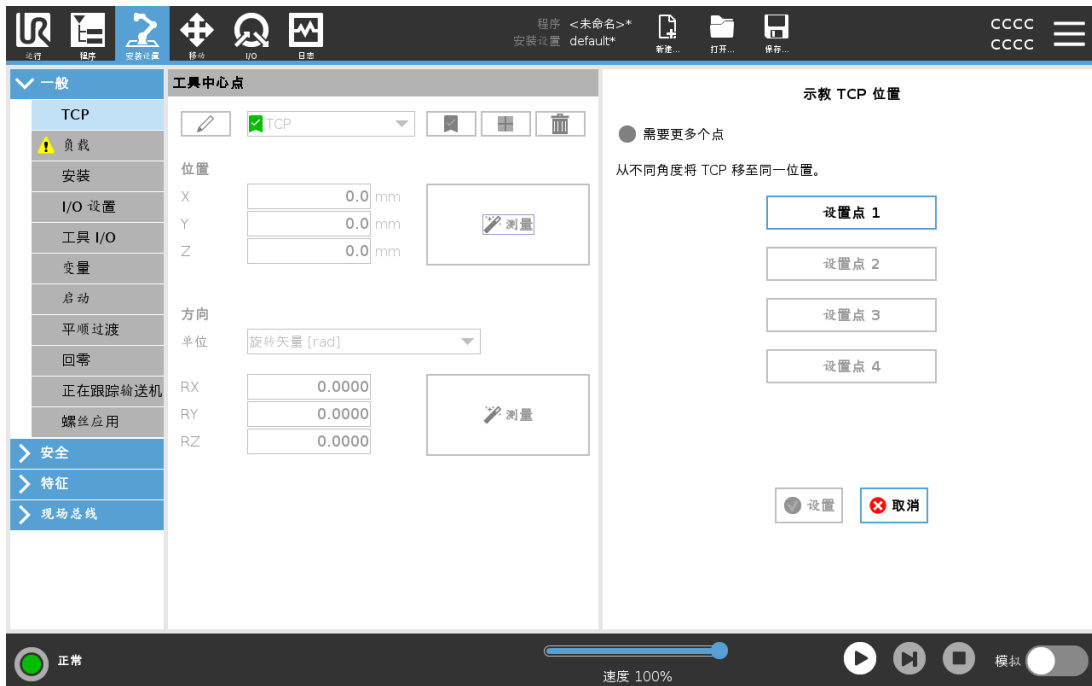 UR
运行
程序
安装设置
移动
I/O
I/O
日志
程序 <未命名>*
安装设置 default*
新建...
打开...
保存...
CCCC
CCCC
一般
TCP
负载
安装
I/O 设置
工具 I/O
变量
启动
平顺过渡
回零
正在跟踪输送机
螺丝应用
安全
特征
现场总线
工具中心点
TCP
位置
X 0.0 mm
Y 0.0 mm
Z 0.0 mm
测量
方向
单位 旋转矢量 [rad]
RX 0.0000
RY 0.0000
RZ 0.0000
测量
示教 TCP 位置
需要更多个点
从不同角度将 TCP 移至同一位置。
设置点 1
设置点 2
设置点 3
设置点 4
设置
取消
正常
速度 100%
模拟